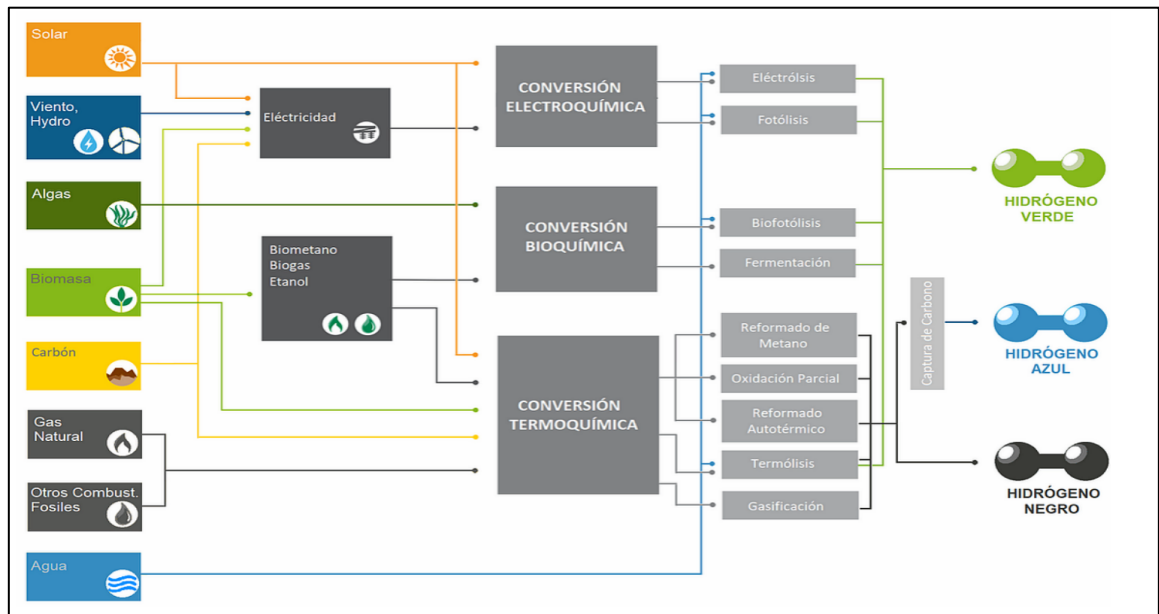 Solar
Viento,
Hydro
Algas
Biomasa
Carbón
Gas
Natural
Otros Combust.
Fosiles
Agua
Eléctricidad
Biometano
Biogas
Etanol
CONVERSIÓN
ELECTROQUÍMICA
CONVERSIÓN
BIOQUÍMICA
CONVERSIÓN
TERMOQUÍMICA
Eléctrólsis
Fotólisis
Biofotólisis
Fermentación
Reformado de
Metano
Oxidación Parcial
Reformado
Autotérmico
Termólisis
Gasificación
Captura de Carbono
HIDRÓGENO
VERDE
HIDRÓGENO
AZUL
HIDRÓGENO
NEGRO